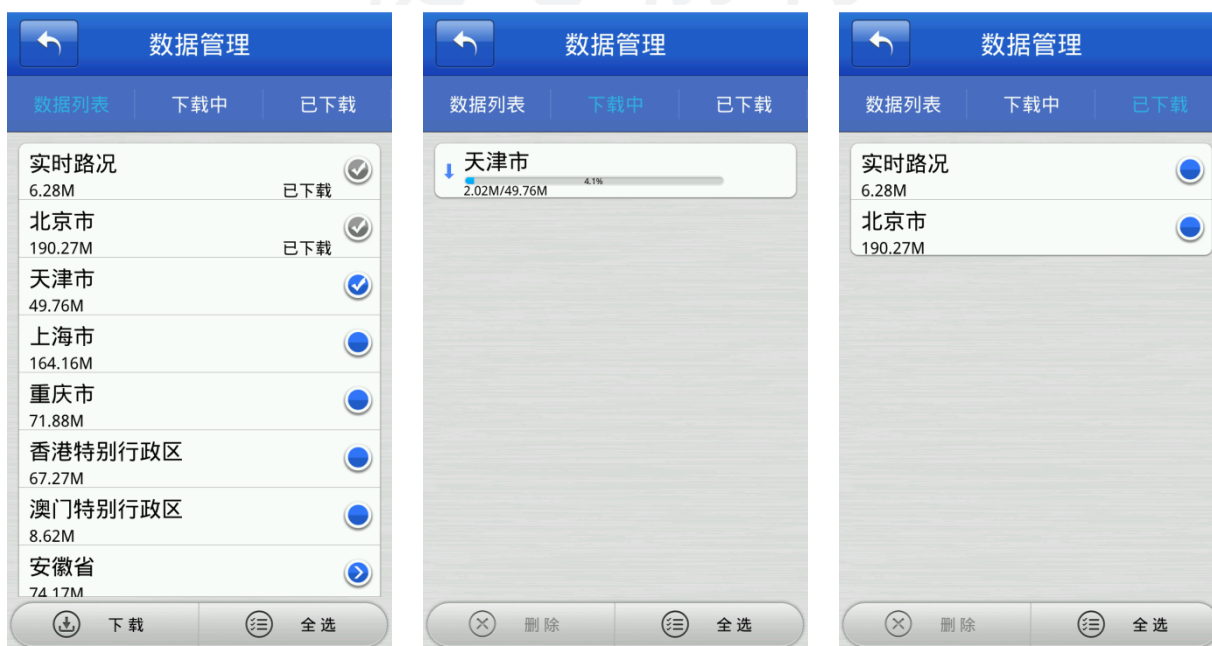 数据管理
数据列表 下载中 已下载
实时路况
6.28M 已下载
北京市
190.27M 已下载
天津市
49.76M
上海市
164.16M
重庆市
71.88M
香港特别行政区
67.27M
澳门特别行政区
8.62M
安徽省
74.17M
下载 全选
数据管理
数据列表 下载中 已下载
天津市
4.1%
2.02M/49.76M
删除 全选
数据管理
数据列表 下载中 已下载
实时路况
6.28M
北京市
190.27M
删除 全选